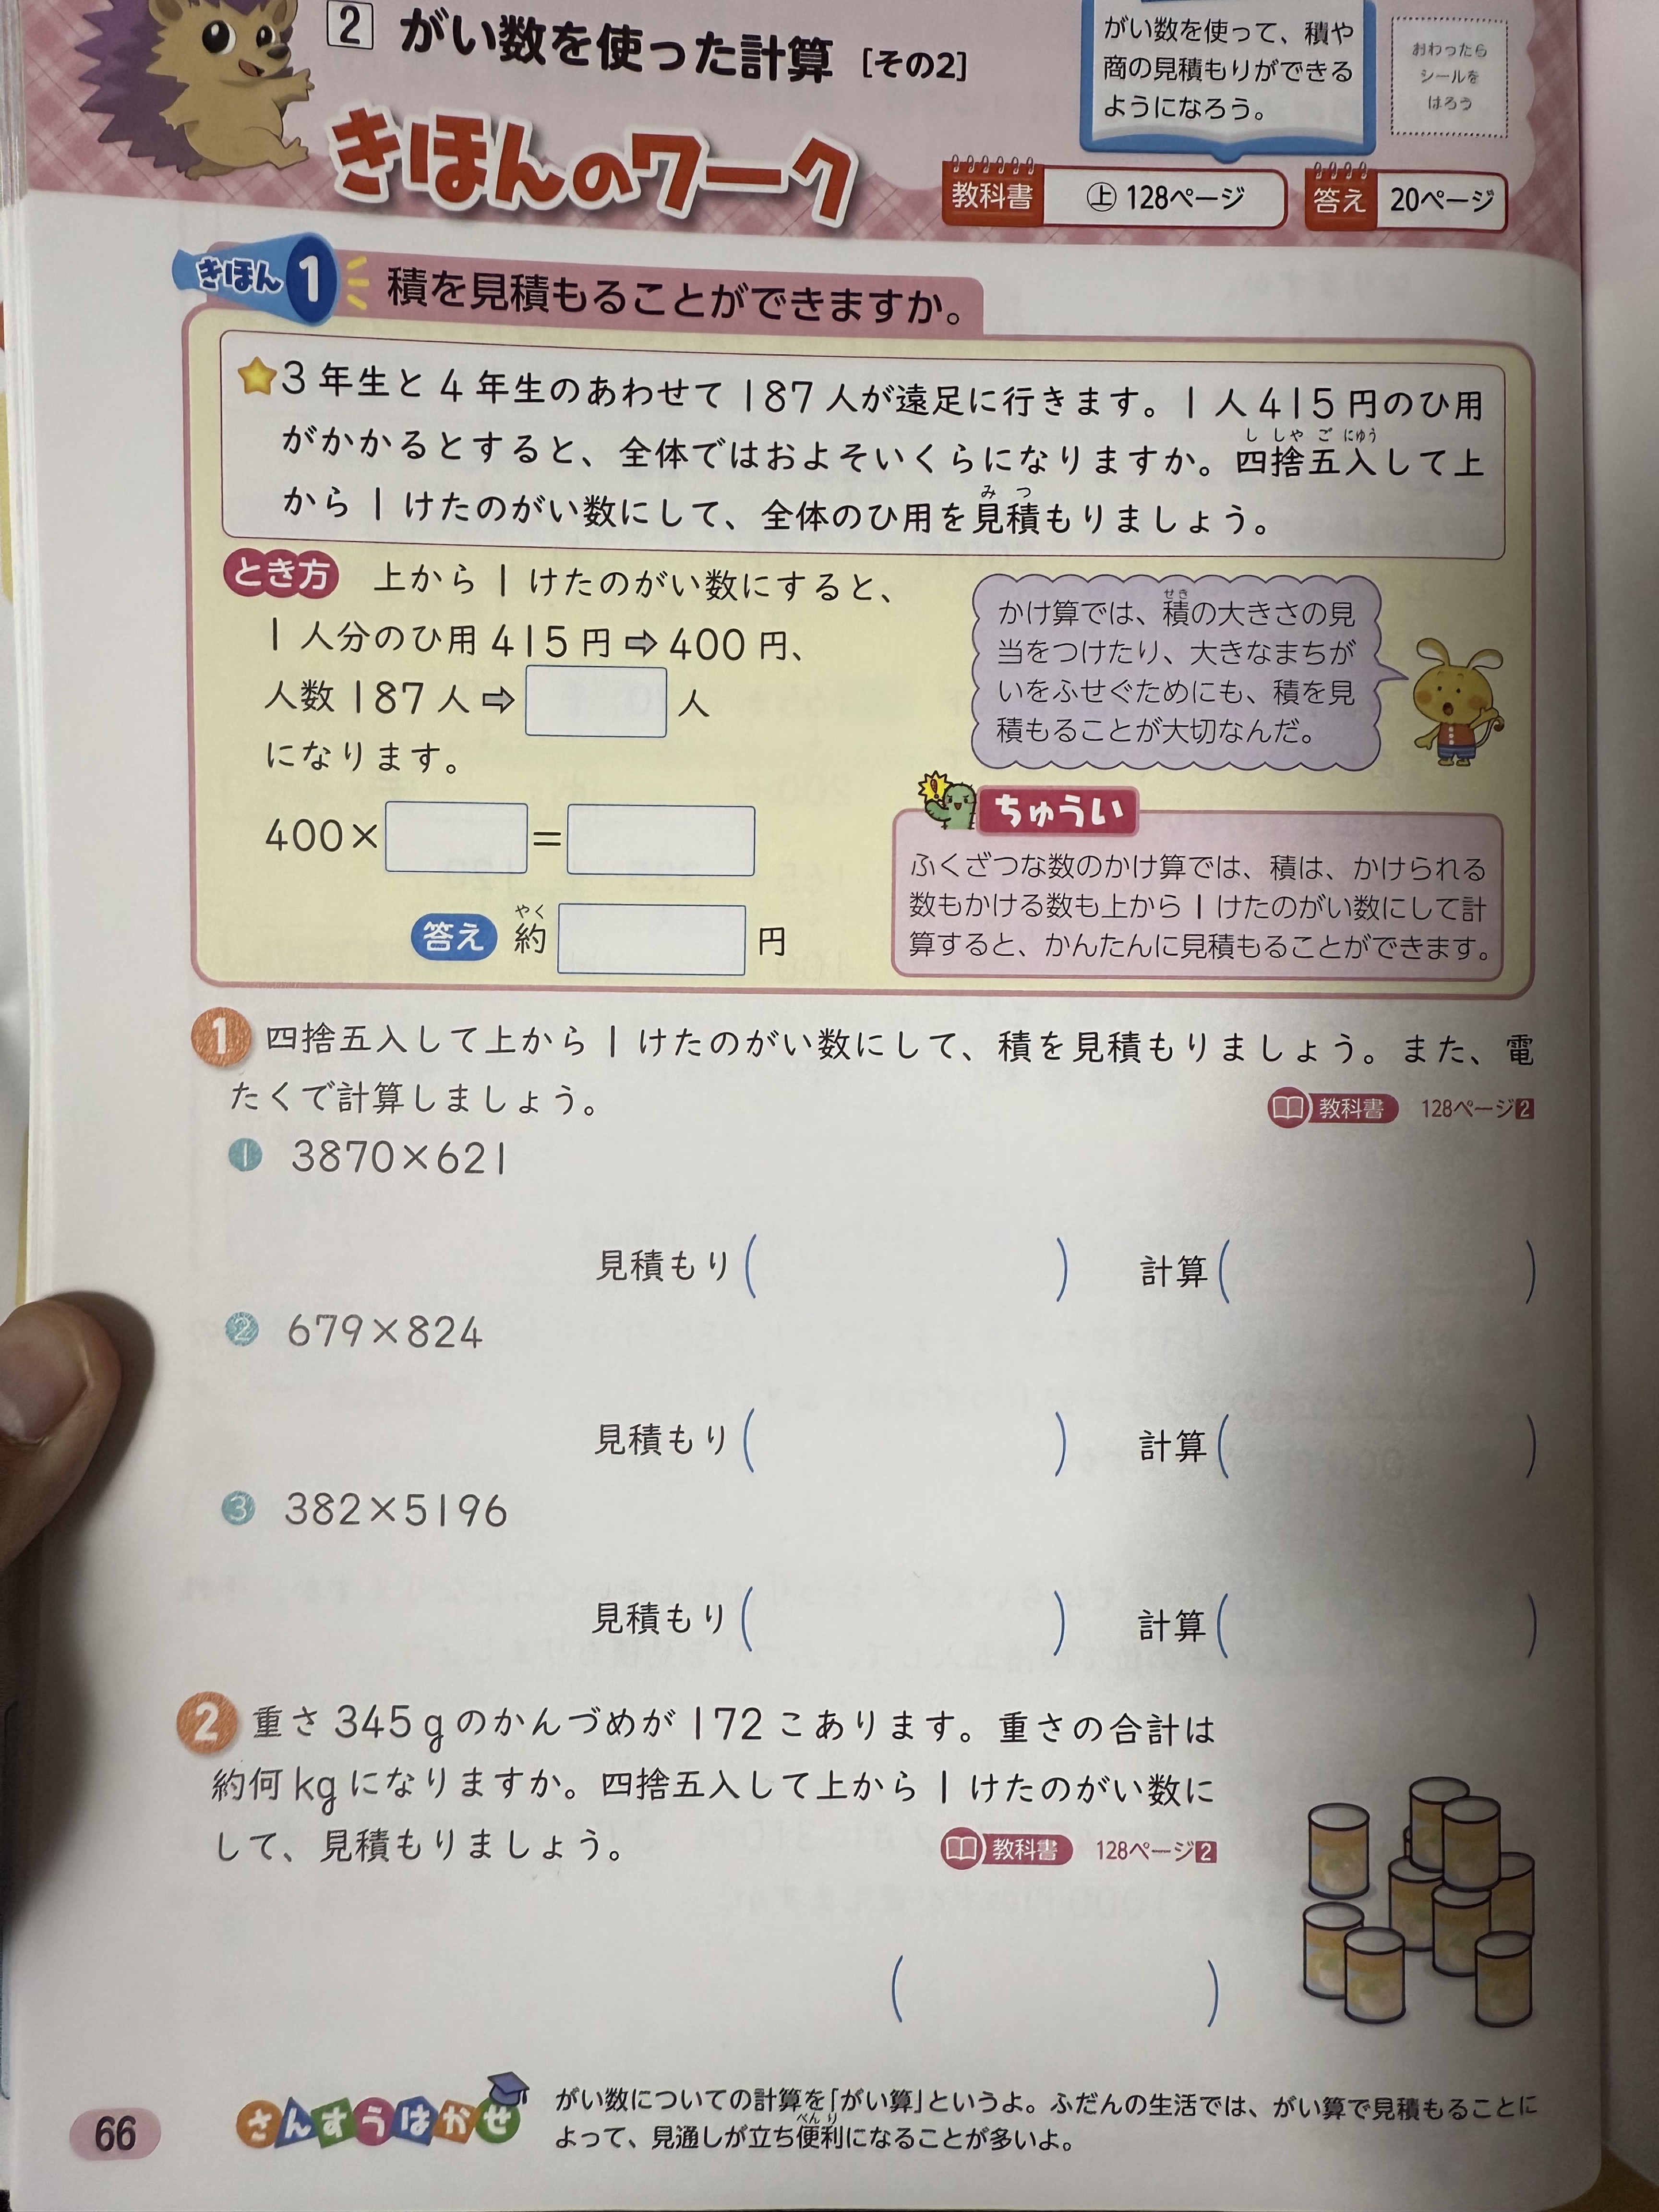 2 がい数を使った計算 [その2]
きほんのワーク
がい数を使って、積や
商の見積もりができる
ようになろう。
おわったら
シールを
はろう
教科書 上 128ページ
答え 20ページ
きほん 1 積を見積もることができますか。
3年生と4年生のあわせて187人が遠足に行きます。1人415円のひ用
がかかるとすると、全体ではおよそいくらになりますか。四捨五入して上
し しゃ ご にゅう
から1けたのがい数にして、全体のひ用を見積もりましょう。
み つ
とき方 上から1けたのがい数にすると、
1人分のひ用415円⇨400円、
人数187人⇨ 人
になります。
400× =
答え 約 円
やく
かけ算では、積の大きさの見
せき
当をつけたり、大きなまちが
いをふせぐためにも、積を見
積もることが大切なんだ。
ちゅうい
ふくざつな数のかけ算では、積は、かけられる
数もかける数も上から1けたのがい数にして計
算すると、かんたんに見積もることができます。
1 四捨五入して上から1けたのがい数にして、積を見積もりましょう。また、電
たくで計算しましょう。
教科書 128ページ2
1 3870×621
見積もり( ) 計算( )
2 679×824
見積もり( ) 計算( )
3 382×5196
見積もり( ) 計算( )
2 重さ345gのかんづめが172こあります。重さの合計は
約何kgになりますか。四捨五入して上から1けたのがい数に
して、見積もりましょう。
教科書 128ページ2
( )
66
さんすうはかせ
がい数についての計算を「がい算」というよ。ふだんの生活では、がい算で見積もることに
よって、見通しが立ち便利になることが多いよ。
べん り